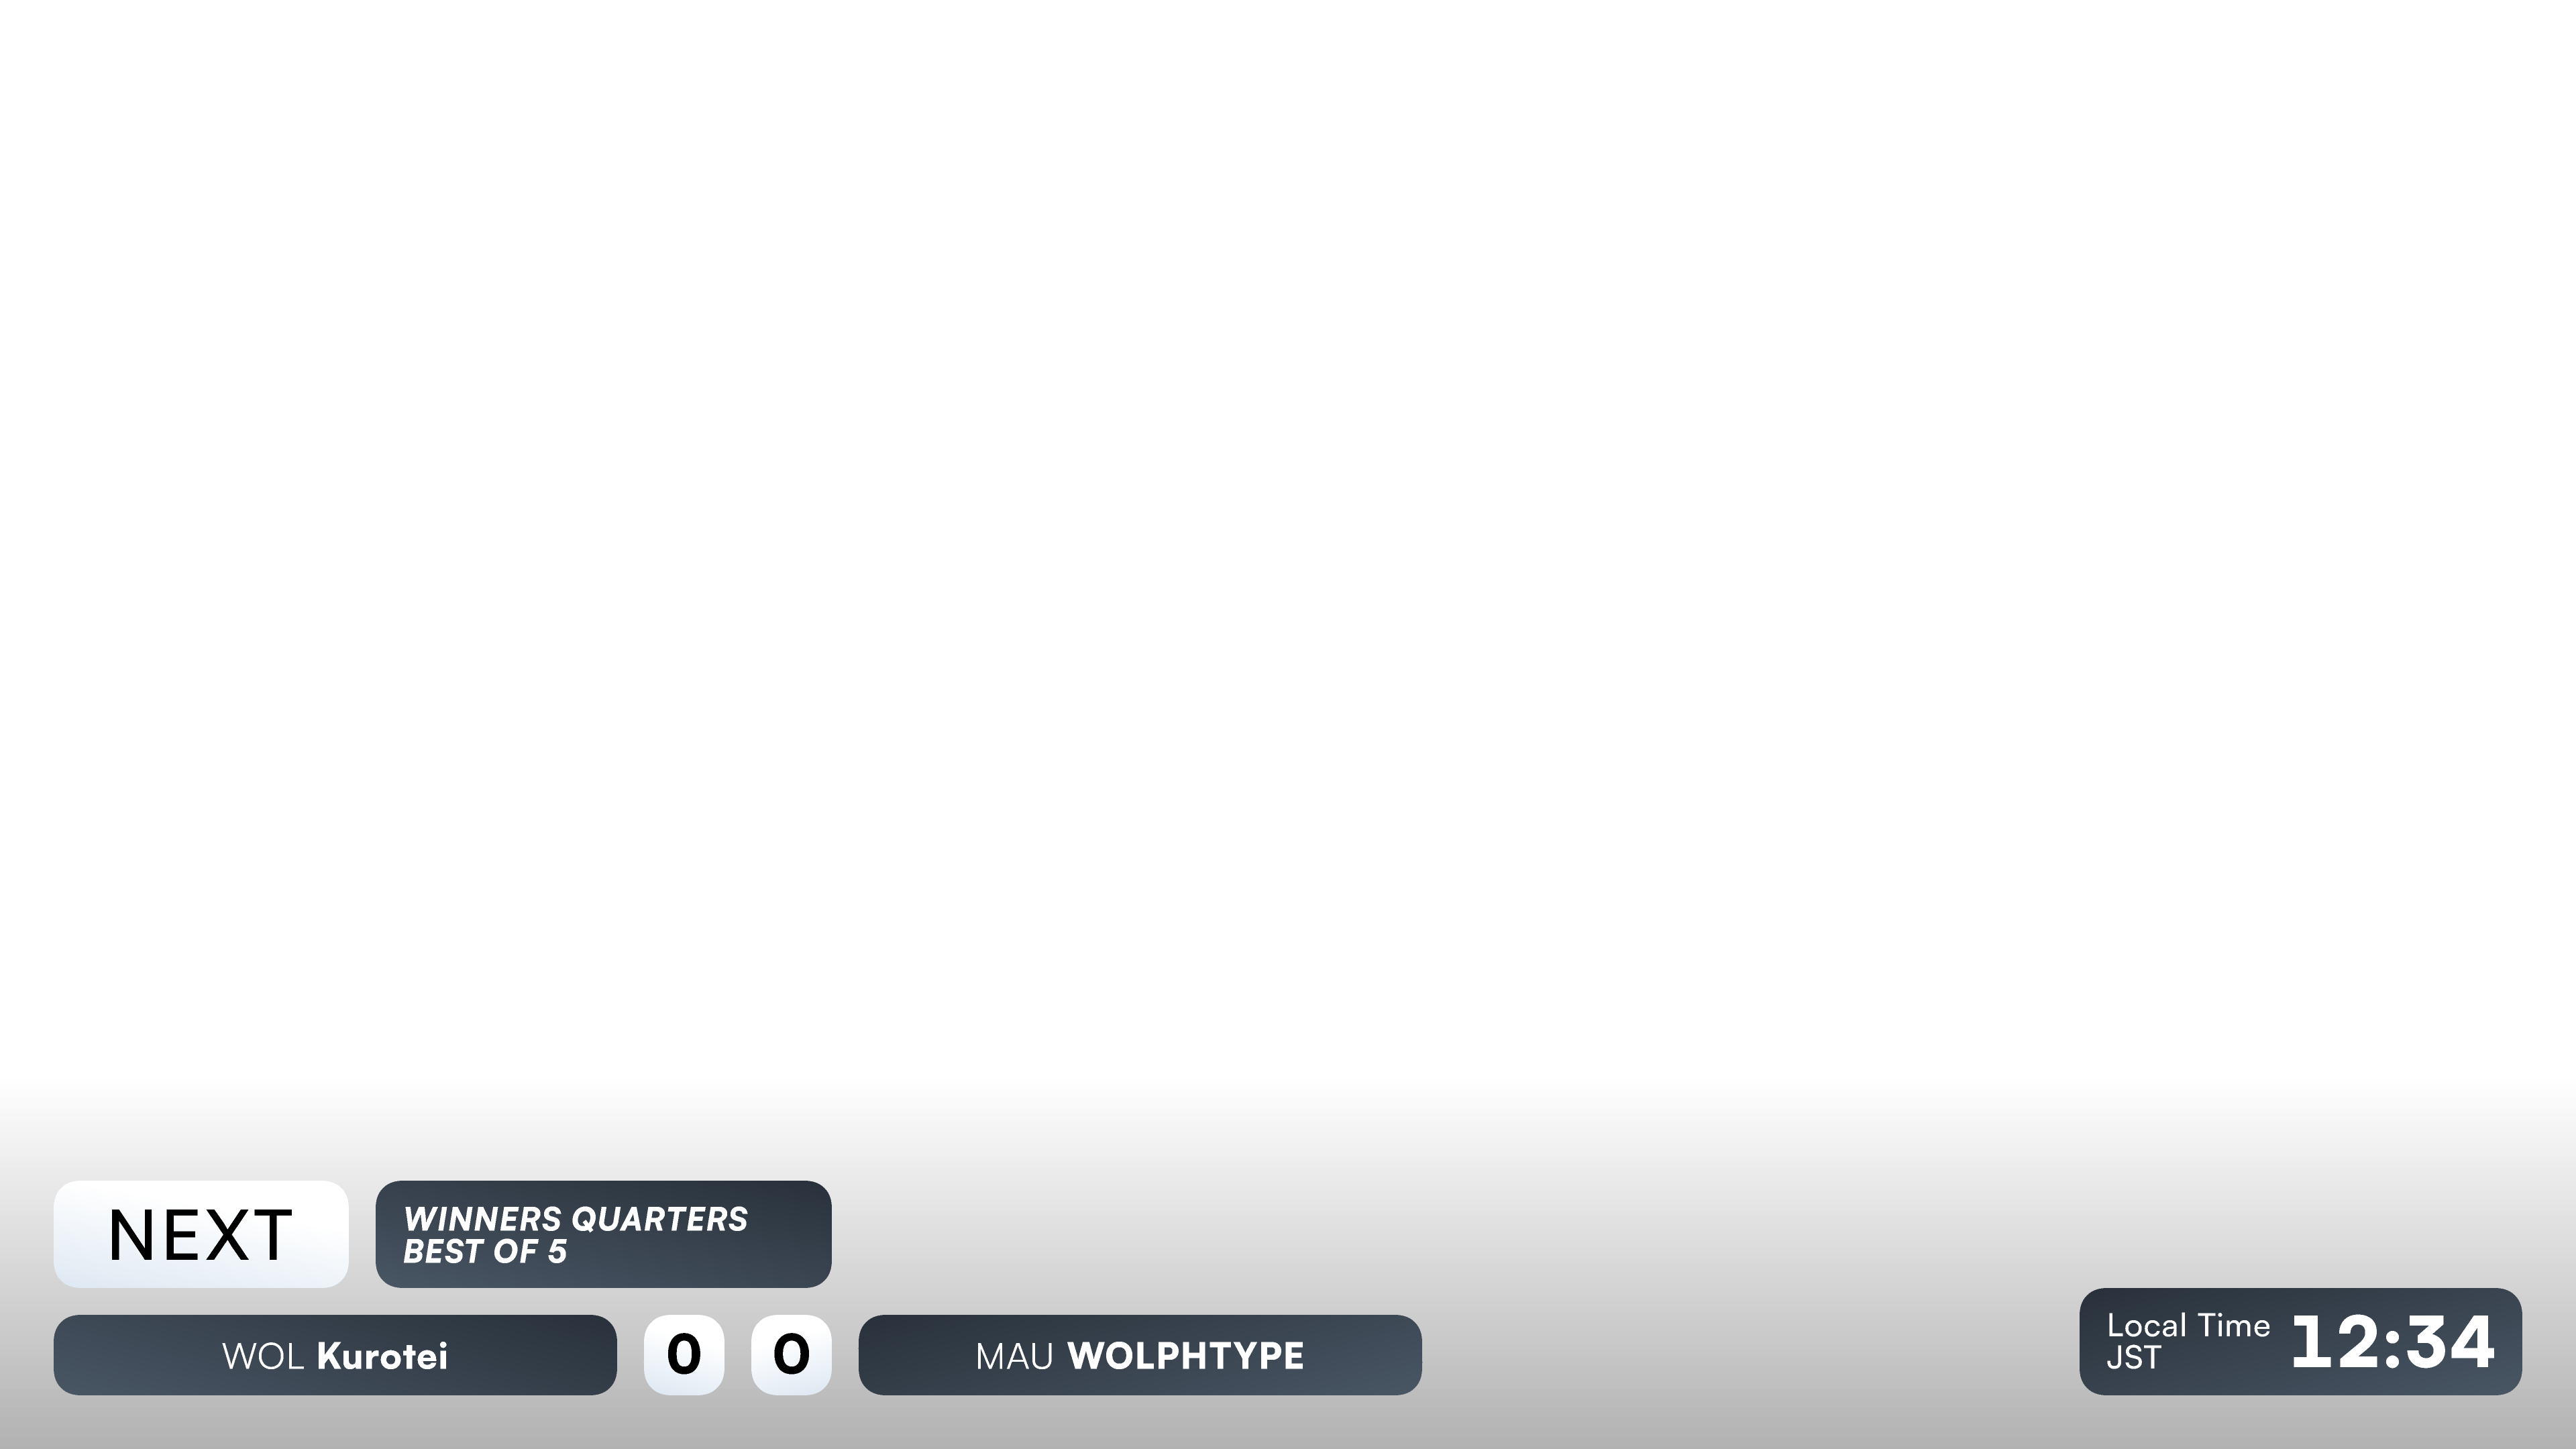 NEXT
WINNERS QUARTERS
BEST OF 5
WOL Kurotei
0
0
MAU WOLPHTYPE
Local Time
JST
12:34